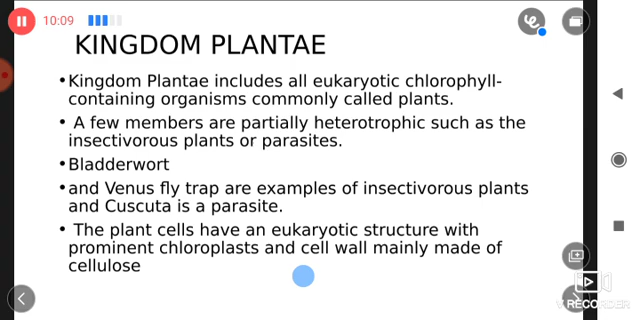 10:09
KINGDOM PLANTAE
•Kingdom Plantae includes all eukaryotic chlorophyll-
containing organisms commonly called plants.
• A few members are partially heterotrophic such as the
insectivorous plants or parasites.
•Bladderwort
•and Venus fly trap are examples of insectivorous plants
and Cuscuta is a parasite.
• The plant cells have an eukaryotic structure with
prominent chloroplasts and cell wall mainly made of
cellulose
V RECORDER